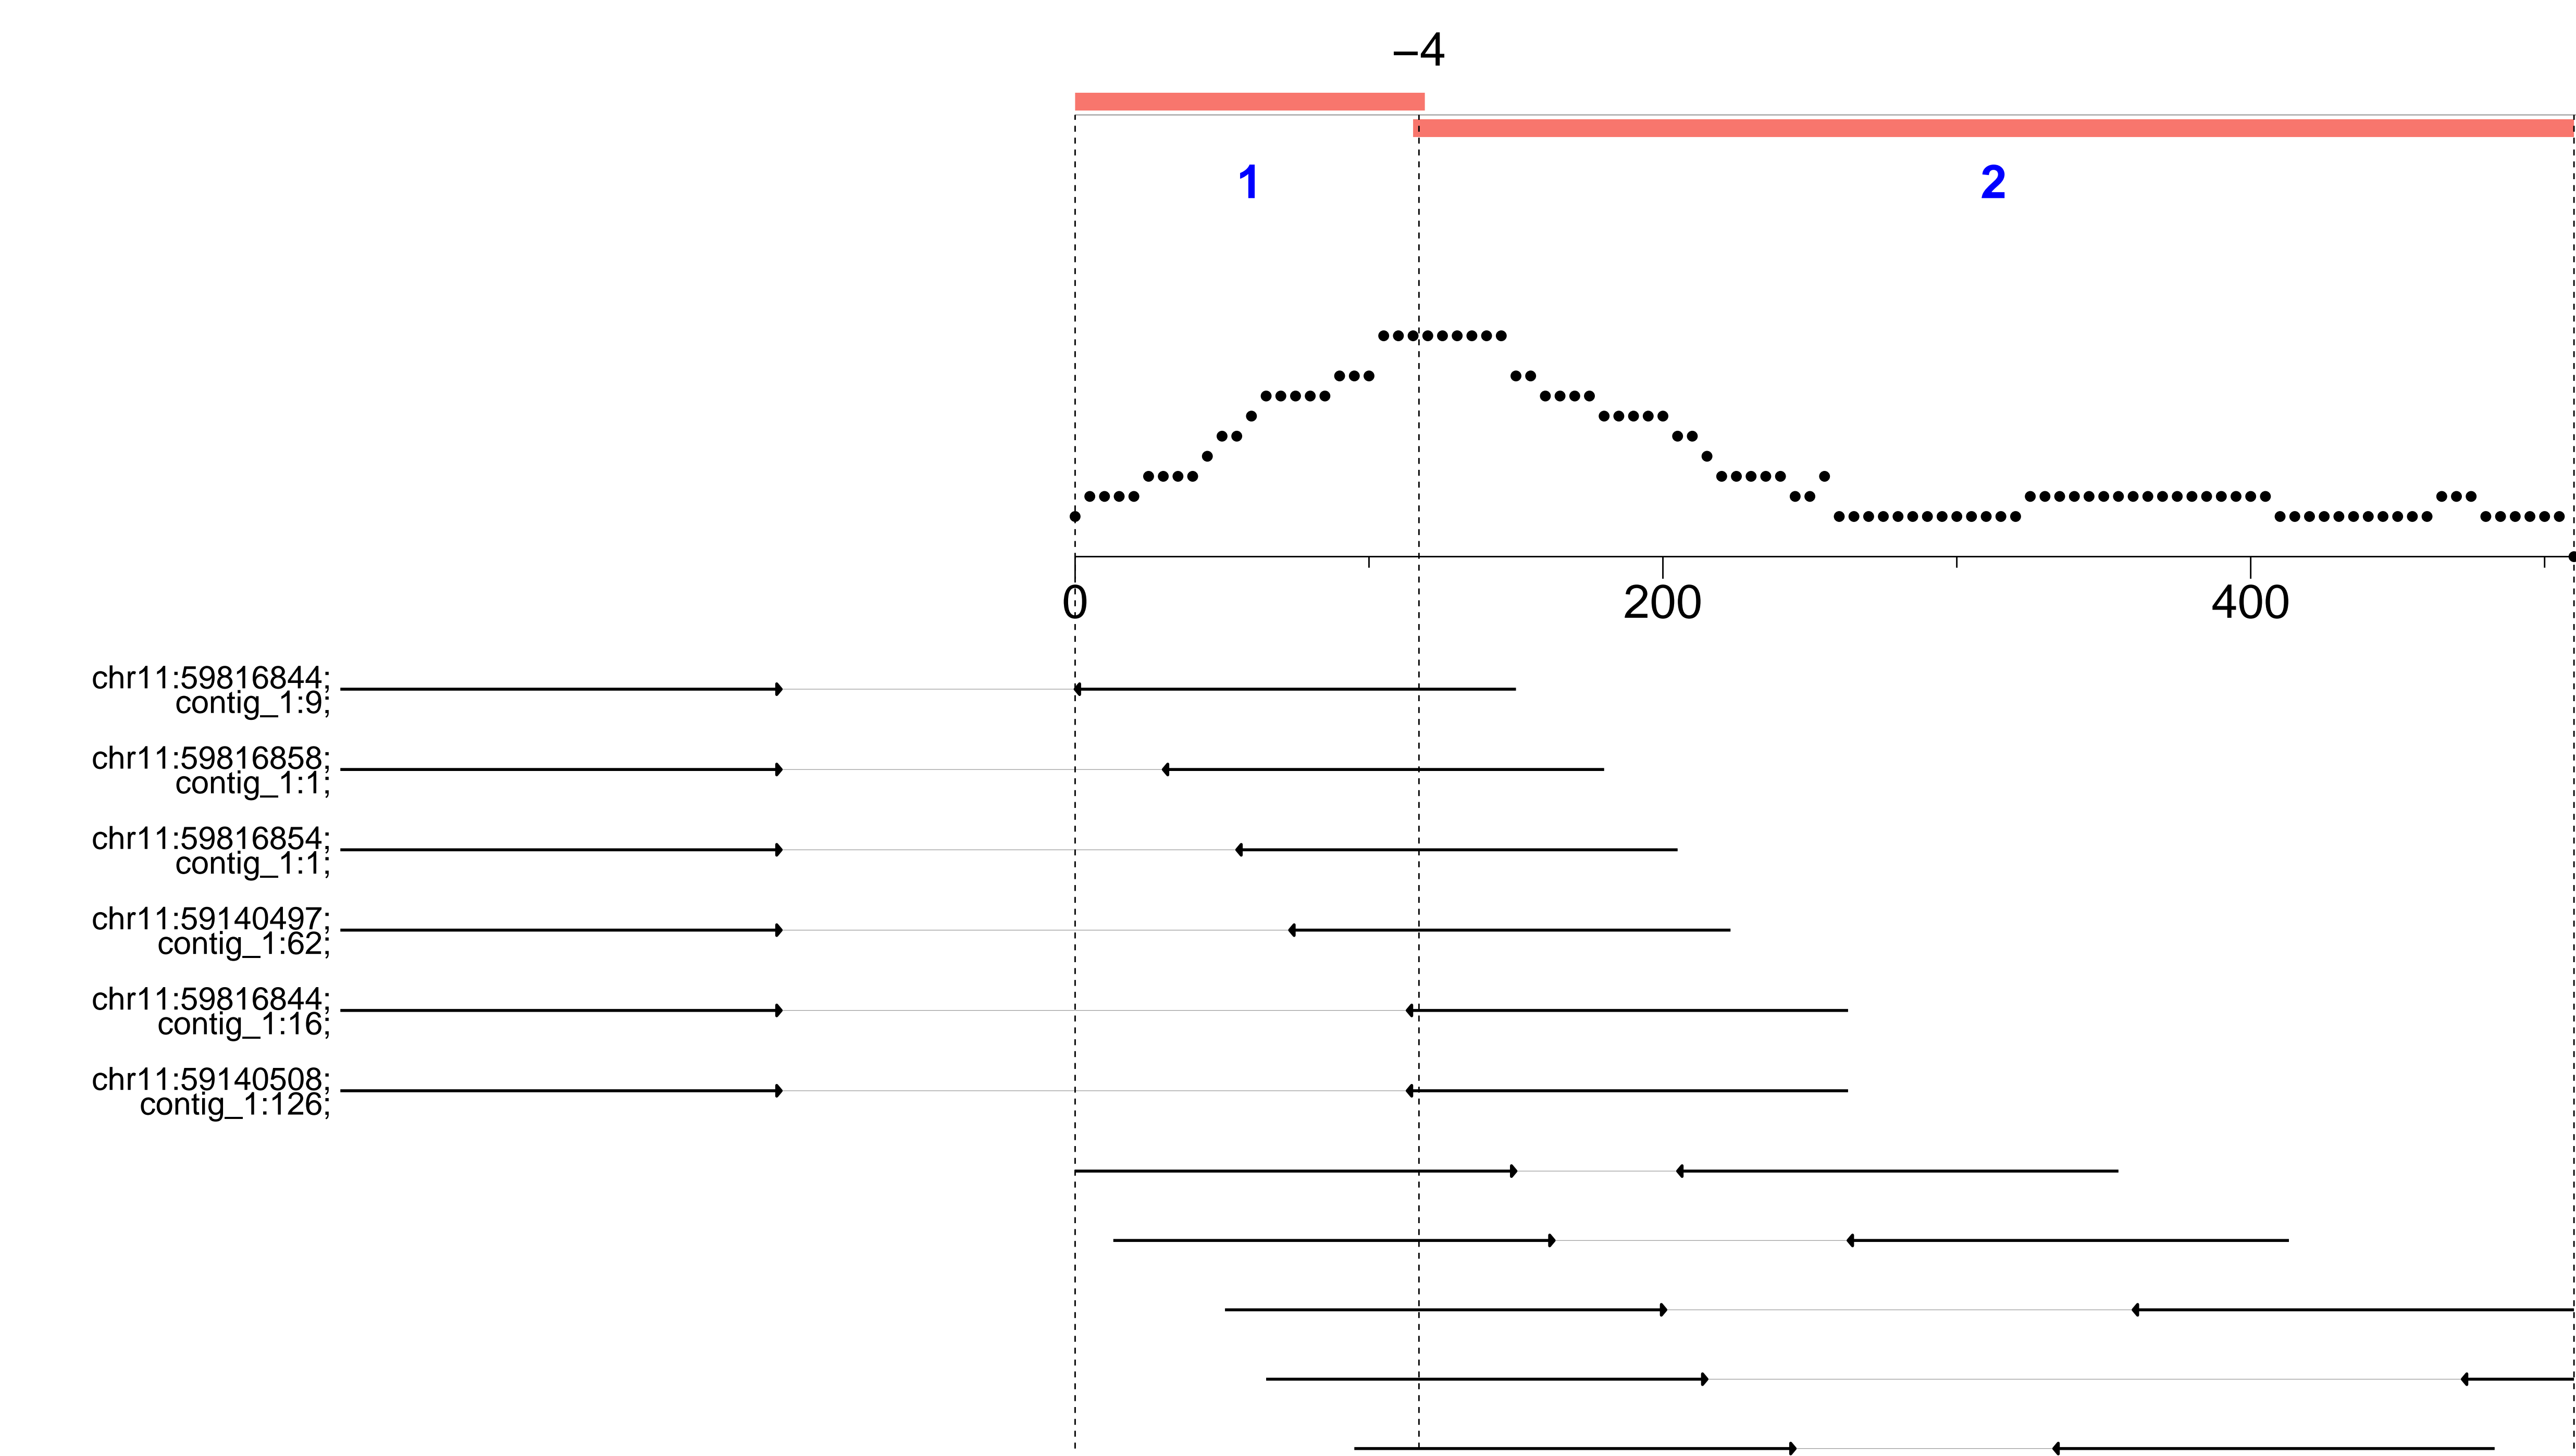 −4
1 2
0 200 400
chr11:59816844;
contig_1:9;
chr11:59816858;
contig_1:1;
chr11:59816854;
contig_1:1;
chr11:59140497;
contig_1:62;
chr11:59816844;
contig_1:16;
chr11:59140508;
contig_1:126;